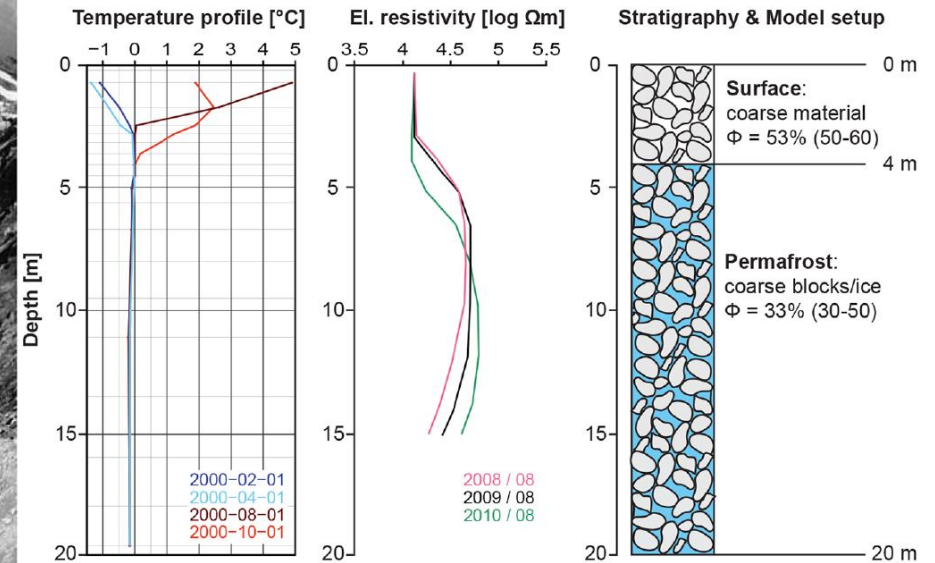 Temperature profile [°C]
−1 0 1 2 3 4 5
0
5
10
15
20
Depth [m]
2000−02−01
2000−04−01
2000−08−01
2000−10−01
El. resistivity [log Ωm]
3.5 4 4.5 5 5.5
0
5
10
15
20
2008 / 08
2009 / 08
2010 / 08
Stratigraphy & Model setup
0
5
10
15
20
0 m
Surface:
coarse material
Φ = 53% (50-60)
4 m
Permafrost:
coarse blocks/ice
Φ = 33% (30-50)
20 m